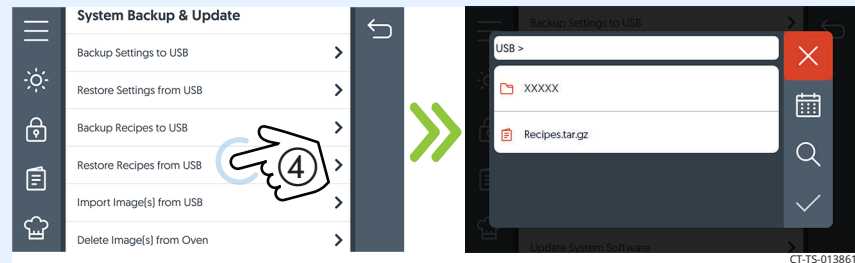 System Backup & Update
Backup Settings to USB
Restore Settings from USB
Backup Recipes to USB
Restore Recipes from USB
4
Import Image(s) from USB
Delete Image(s) from Oven
Backup Settings to USB
USB >
XXXXX
Recipes.tar.gz
Update System Software
CT-TS-013861